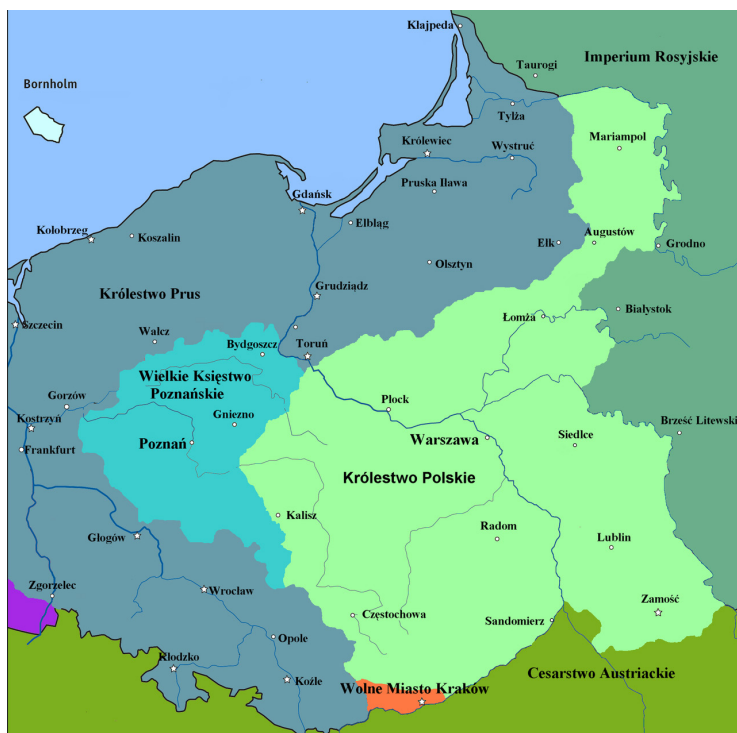 Kłajpeda
Imperium Rosyjskie
Taurogi
Bornholm
Tylża
Mariampol
Królewiec
Wystruć
Pruska Iława
Gdańsk
Elbląg
Kołobrzeg
Koszalin
Ełk
Augustów
Grodno
Olsztyn
Królestwo Prus
Grudziądz
Szczecin
Łomża
Białystok
Wałcz
Bydgoszcz
Toruń
Wielkie Księstwo
Poznańskie
Gorzów
Płock
Kostrzyń
Gniezno
Brześć Litewski
Frankfurt
Poznań
Warszawa
Siedlce
Królestwo Polskie
Kalisz
Głogów
Radom
Lublin
Zgorzelec
Wrocław
Zamość
Częstochowa
Sandomierz
Opole
Kłodzko
Koźle
Cesarstwo Austriackie
Wolne Miasto Kraków